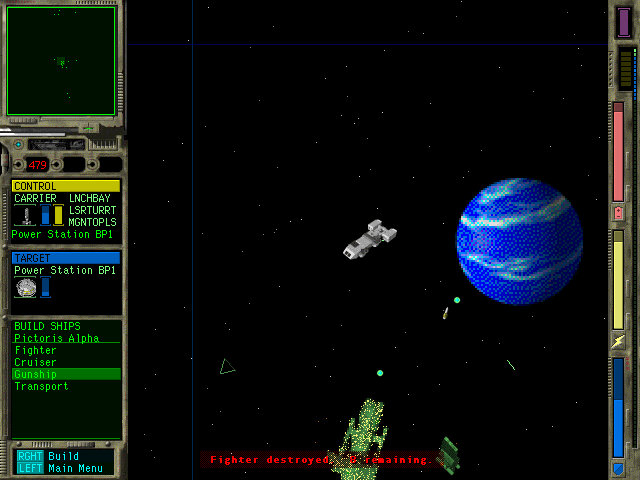 479
CONTROL
CARRIER LNCHBAY
LSRTURRT
MGNTOPLS
Power Station BP1
TARGET
Power Station BP1
BUILD SHIPS
Pictoris Alpha
Fighter
Cruiser
Gunship
Transport
RGHT Build
LEFT Main Menu
Fighter destroyed. 0 remaining.